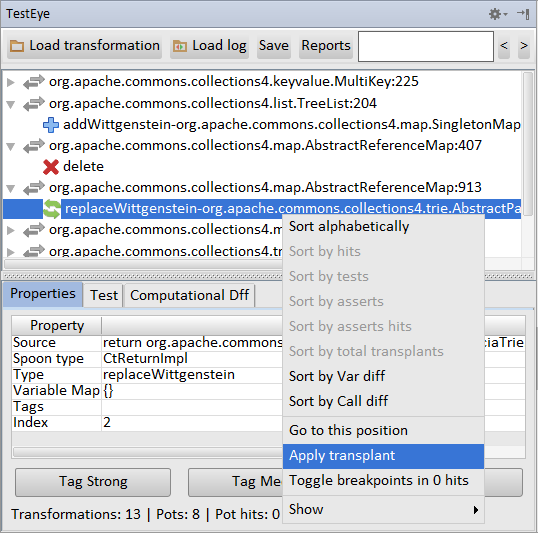 TestEye
Load transformation Load log Save Reports < >
org.apache.commons.collections4.keyvalue.MultiKey:225
org.apache.commons.collections4.list.TreeList:204
addWittgenstein-org.apache.commons.collections4.map.SingletonMap
org.apache.commons.collections4.map.AbstractReferenceMap:407
delete
org.apache.commons.collections4.map.AbstractReferenceMap:913
replaceWittgenstein-org.apache.commons.collections4.trie.AbstractPa
org.apache.commons.collections4.m
org.apache.commons.collections4.tr
Sort alphabetically
Sort by hits
Sort by tests
Sort by asserts
Sort by asserts hits
Sort by total transplants
Sort by Var diff
Sort by Call diff
Go to this position
Apply transplant
Toggle breakpoints in 0 hits
Show
Properties Test Computational Dff
Property
Source return org.apache.commons ciaTrie
Spoon type CtReturnImpl
Type replaceWittgenstein
Variable Map {}
Tags
Index 2
Tag Strong Tag Me
Transformations: 13 | Pots: 8 | Pot hits: 0